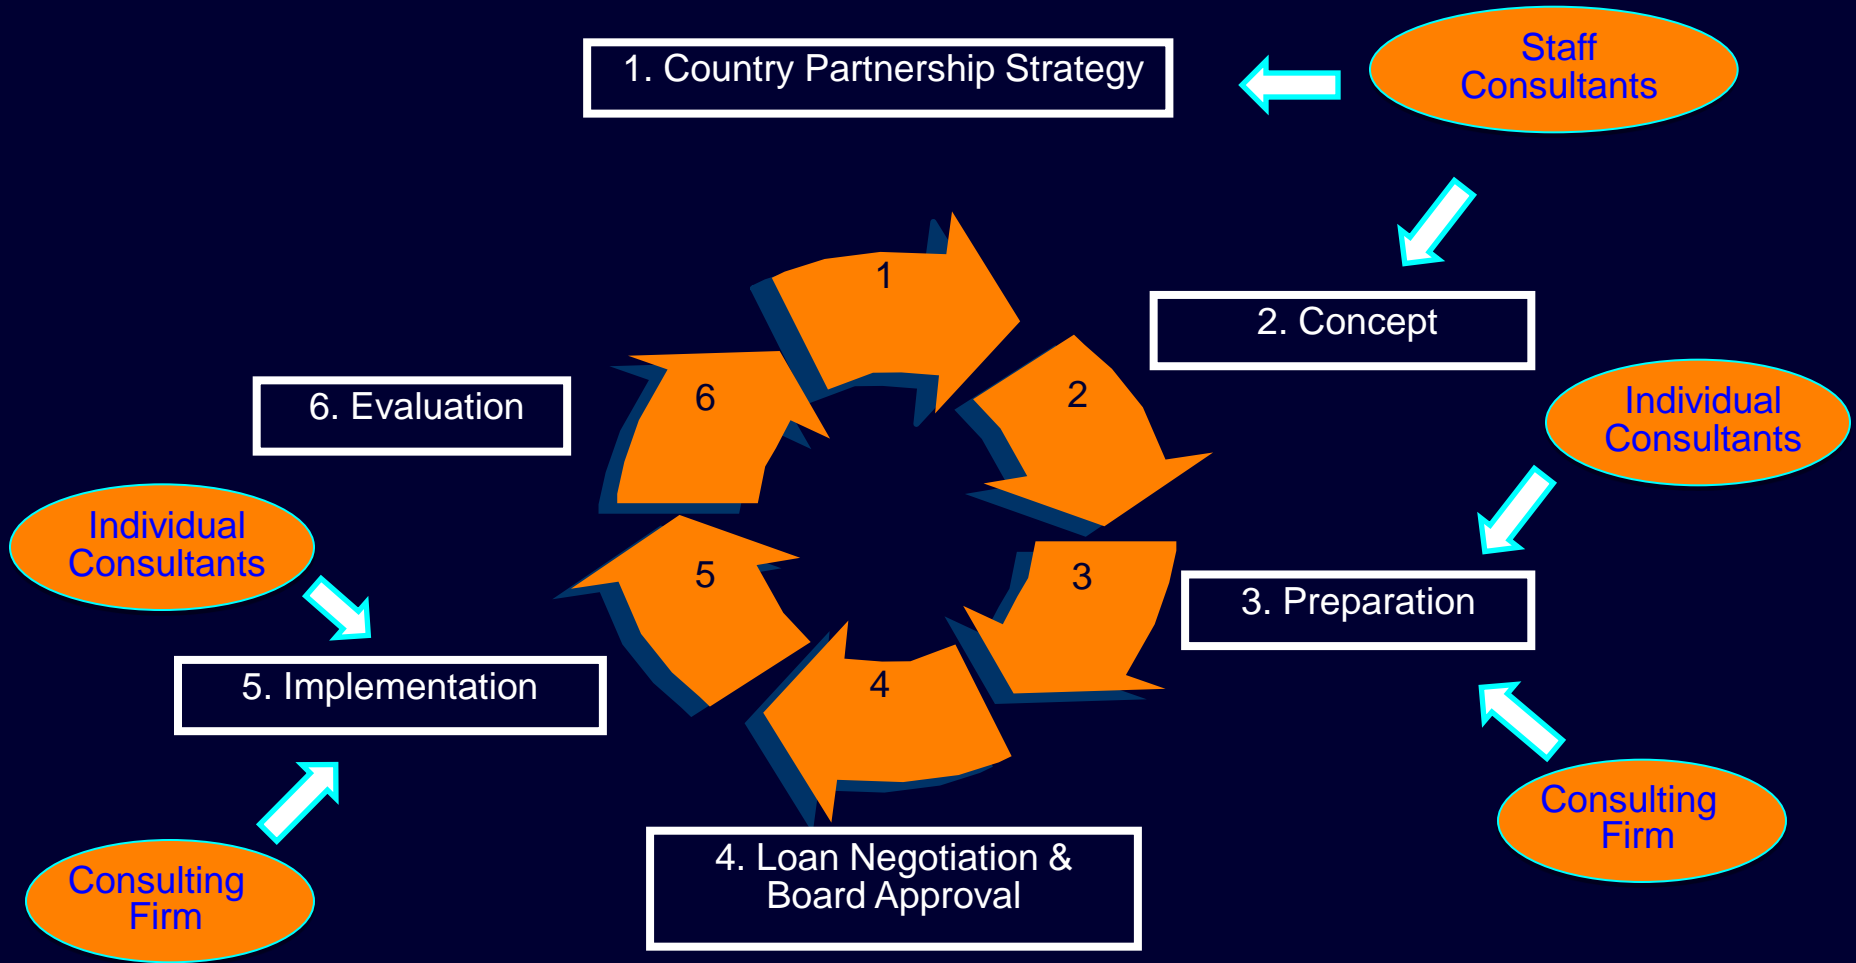 1. Country Partnership Strategy
Staff
Consultants
1
2. Concept
2
6
6. Evaluation
Individual
Consultants
Individual
Consultants
5
3
3. Preparation
5. Implementation
4
Consulting
Firm
4. Loan Negotiation &
Board Approval
Consulting
Firm